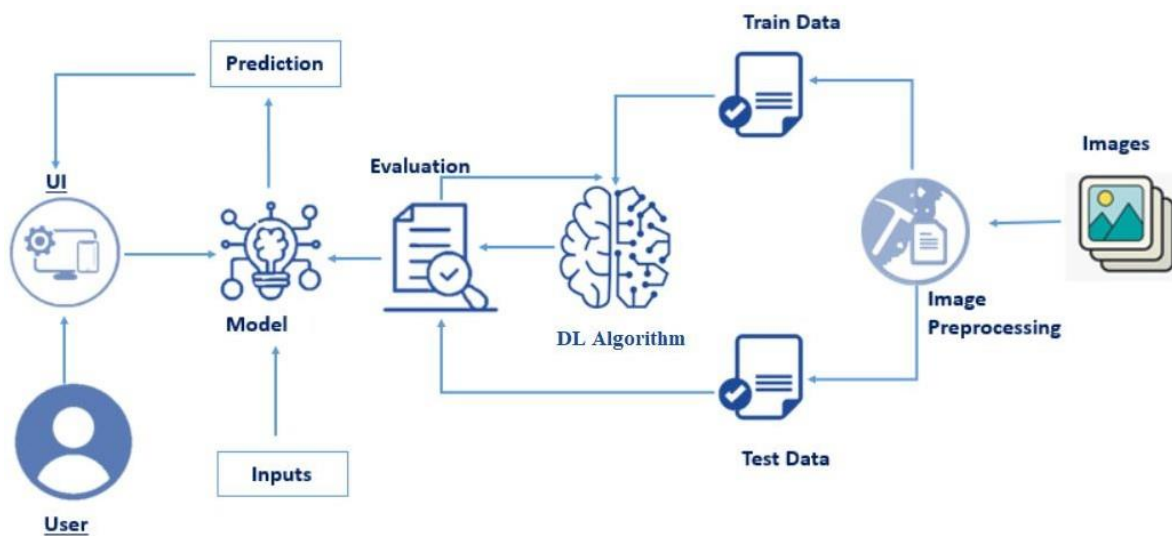 Train Data
Prediction
Images
Evaluation
UI
Model
DL Algorithm
Image
Preprocessing
Inputs
Test Data
User